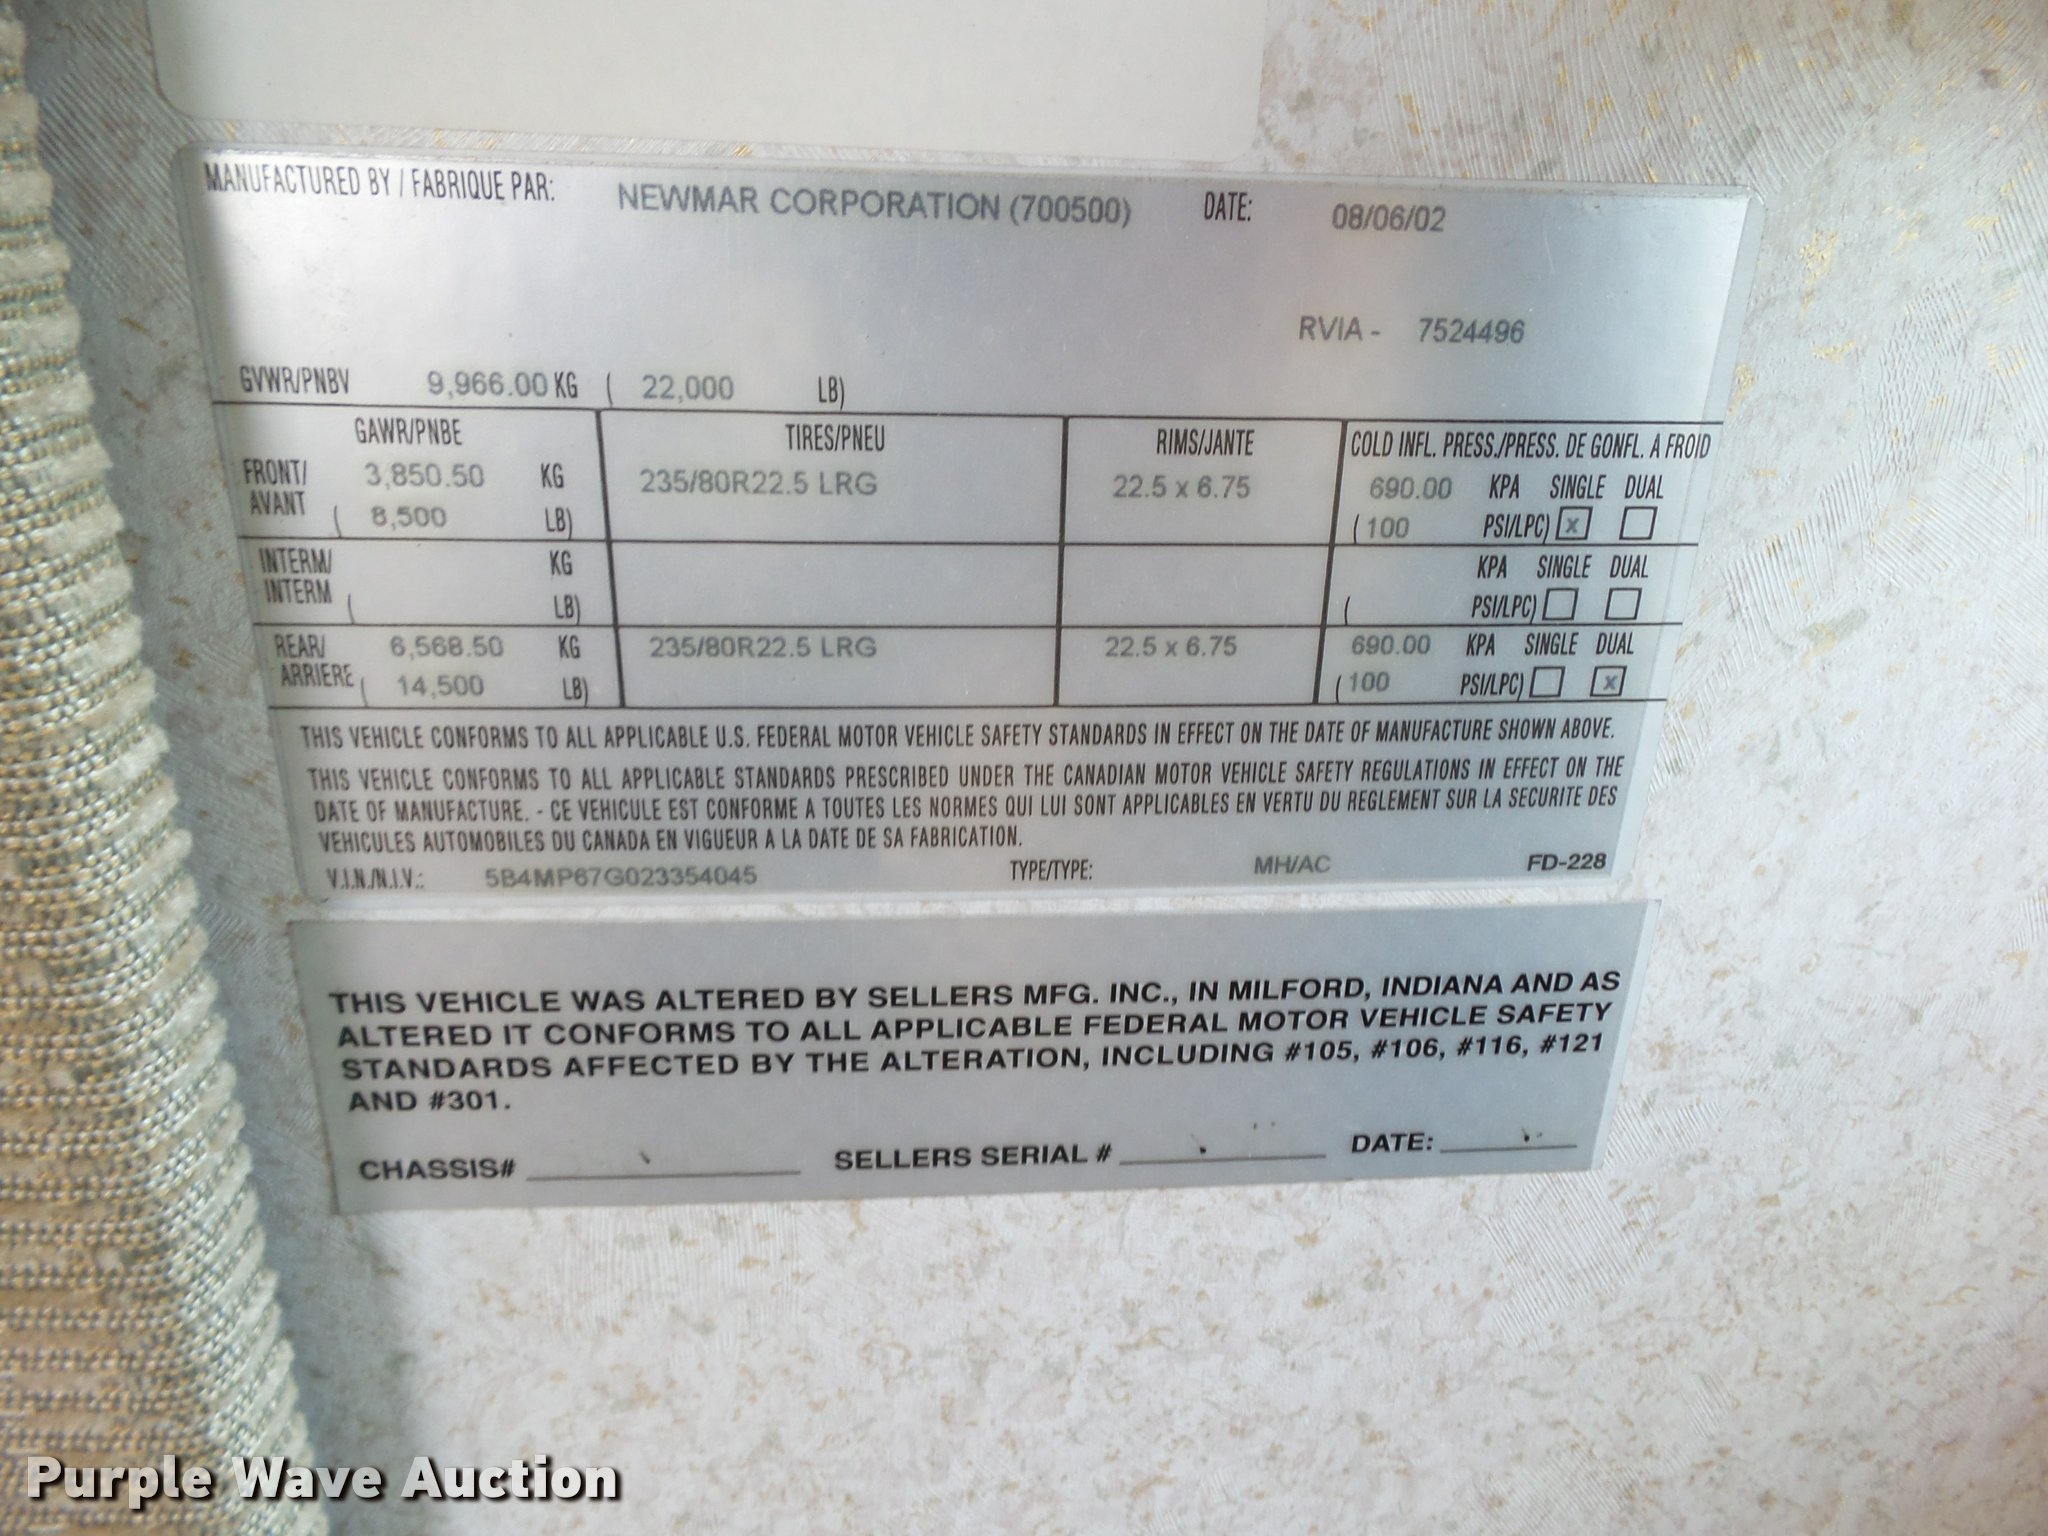 MANUFACTURED BY / FABRIQUE PAR: NEWMAR CORPORATION (700500) DATE: 08/06/02
RVIA - 7524496
GVWR/PNBV 9,966.00 KG ( 22,000 LB)
GAWR/PNBE TIRES/PNEU RIMS/JANTE COLD INFL. PRESS./PRESS. DE GONFL. A FROID
FRONT/ 3,850.50 KG 235/80R22.5 LRG 22.5 x 6.75 690.00 KPA SINGLE DUAL
AVANT ( 8,500 LB) (100 PSI/LPC) x
INTERM/ KG KPA SINGLE DUAL
INTERM ( LB) ( PSI/LPC)
REAR/ 6,568.50 KG 235/80R22.5 LRG 22.5 x 6.75 690.00 KPA SINGLE DUAL
ARRIERE ( 14,500 LB) (100 PSI/LPC) x
THIS VEHICLE CONFORMS TO ALL APPLICABLE U.S. FEDERAL MOTOR VEHICLE SAFETY STANDARDS IN EFFECT ON THE DATE OF MANUFACTURE SHOWN ABOVE.
THIS VEHICLE CONFORMS TO ALL APPLICABLE STANDARDS PRESCRIBED UNDER THE CANADIAN MOTOR VEHICLE SAFETY REGULATIONS IN EFFECT ON THE
DATE OF MANUFACTURE. - CE VEHICULE EST CONFORME A TOUTES LES NORMES QUI LUI SONT APPLICABLES EN VERTU DU REGLEMENT SUR LA SECURITE DES
VEHICULES AUTOMOBILES DU CANADA EN VIGUEUR A LA DATE DE SA FABRICATION.
V.I.N./N.I.V.: 5B4MP67G023354045 TYPE/TYPE: MH/AC FD-228
THIS VEHICLE WAS ALTERED BY SELLERS MFG. INC., IN MILFORD, INDIANA AND AS
ALTERED IT CONFORMS TO ALL APPLICABLE FEDERAL MOTOR VEHICLE SAFETY
STANDARDS AFFECTED BY THE ALTERATION, INCLUDING #105, #106, #116, #121
AND #301.
CHASSIS# SELLERS SERIAL # DATE:
Purple Wave Auction